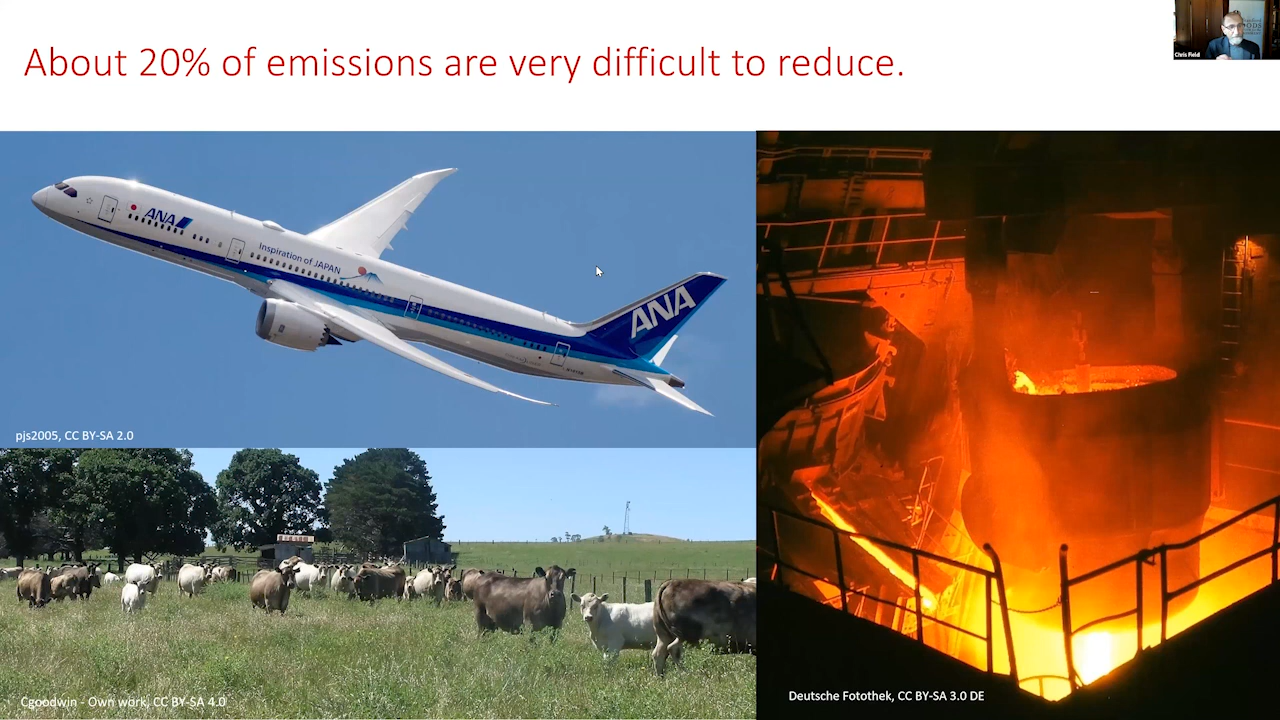 About 20% of emissions are very difficult to reduce.
Chris Field
ANA
Inspiration of JAPAN
ANA
pjs2005, CC BY-SA 2.0
Cgoodwin - Own work, CC BY-SA 4.0
Deutsche Fotothek, CC BY-SA 3.0 DE